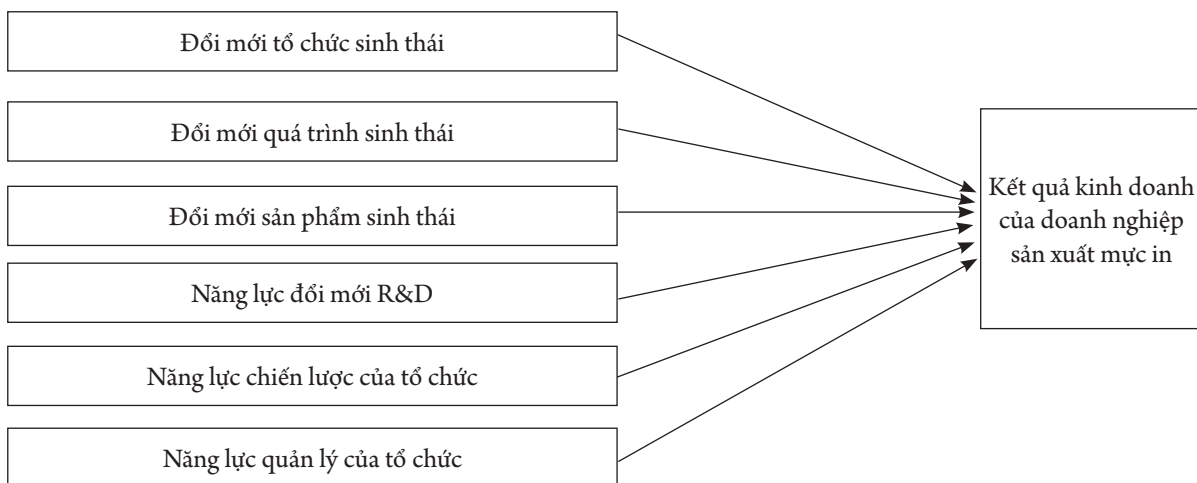 Đổi mới tổ chức sinh thái
Đổi mới quá trình sinh thái
Đổi mới sản phẩm sinh thái
Năng lực đổi mới R&D
Năng lực chiến lược của tổ chức
Năng lực quản lý của tổ chức
Kết quả kinh doanh
của doanh nghiệp
sản xuất mực in